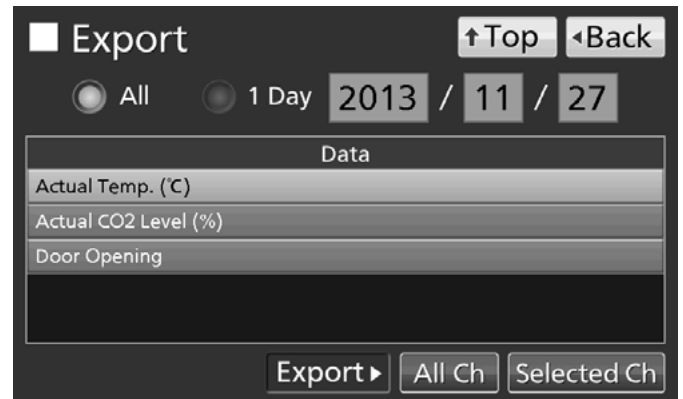 Export ↑Top ◂Back
All 1 Day 2013 / 11 / 27
Data
Actual Temp. (℃)
Actual CO2 Level (%)
Door Opening
Export▶ All Ch Selected Ch